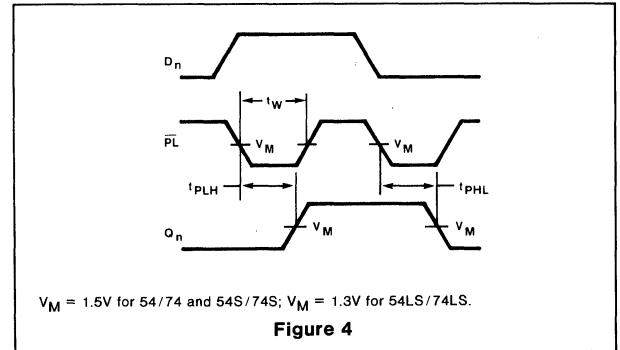 Dn
tW
PL VM VM
tPLH tPHL
Qn VM VM
VM = 1.5V for 54/74 and 54S/74S; VM = 1.3V for 54LS/74LS.
Figure 4